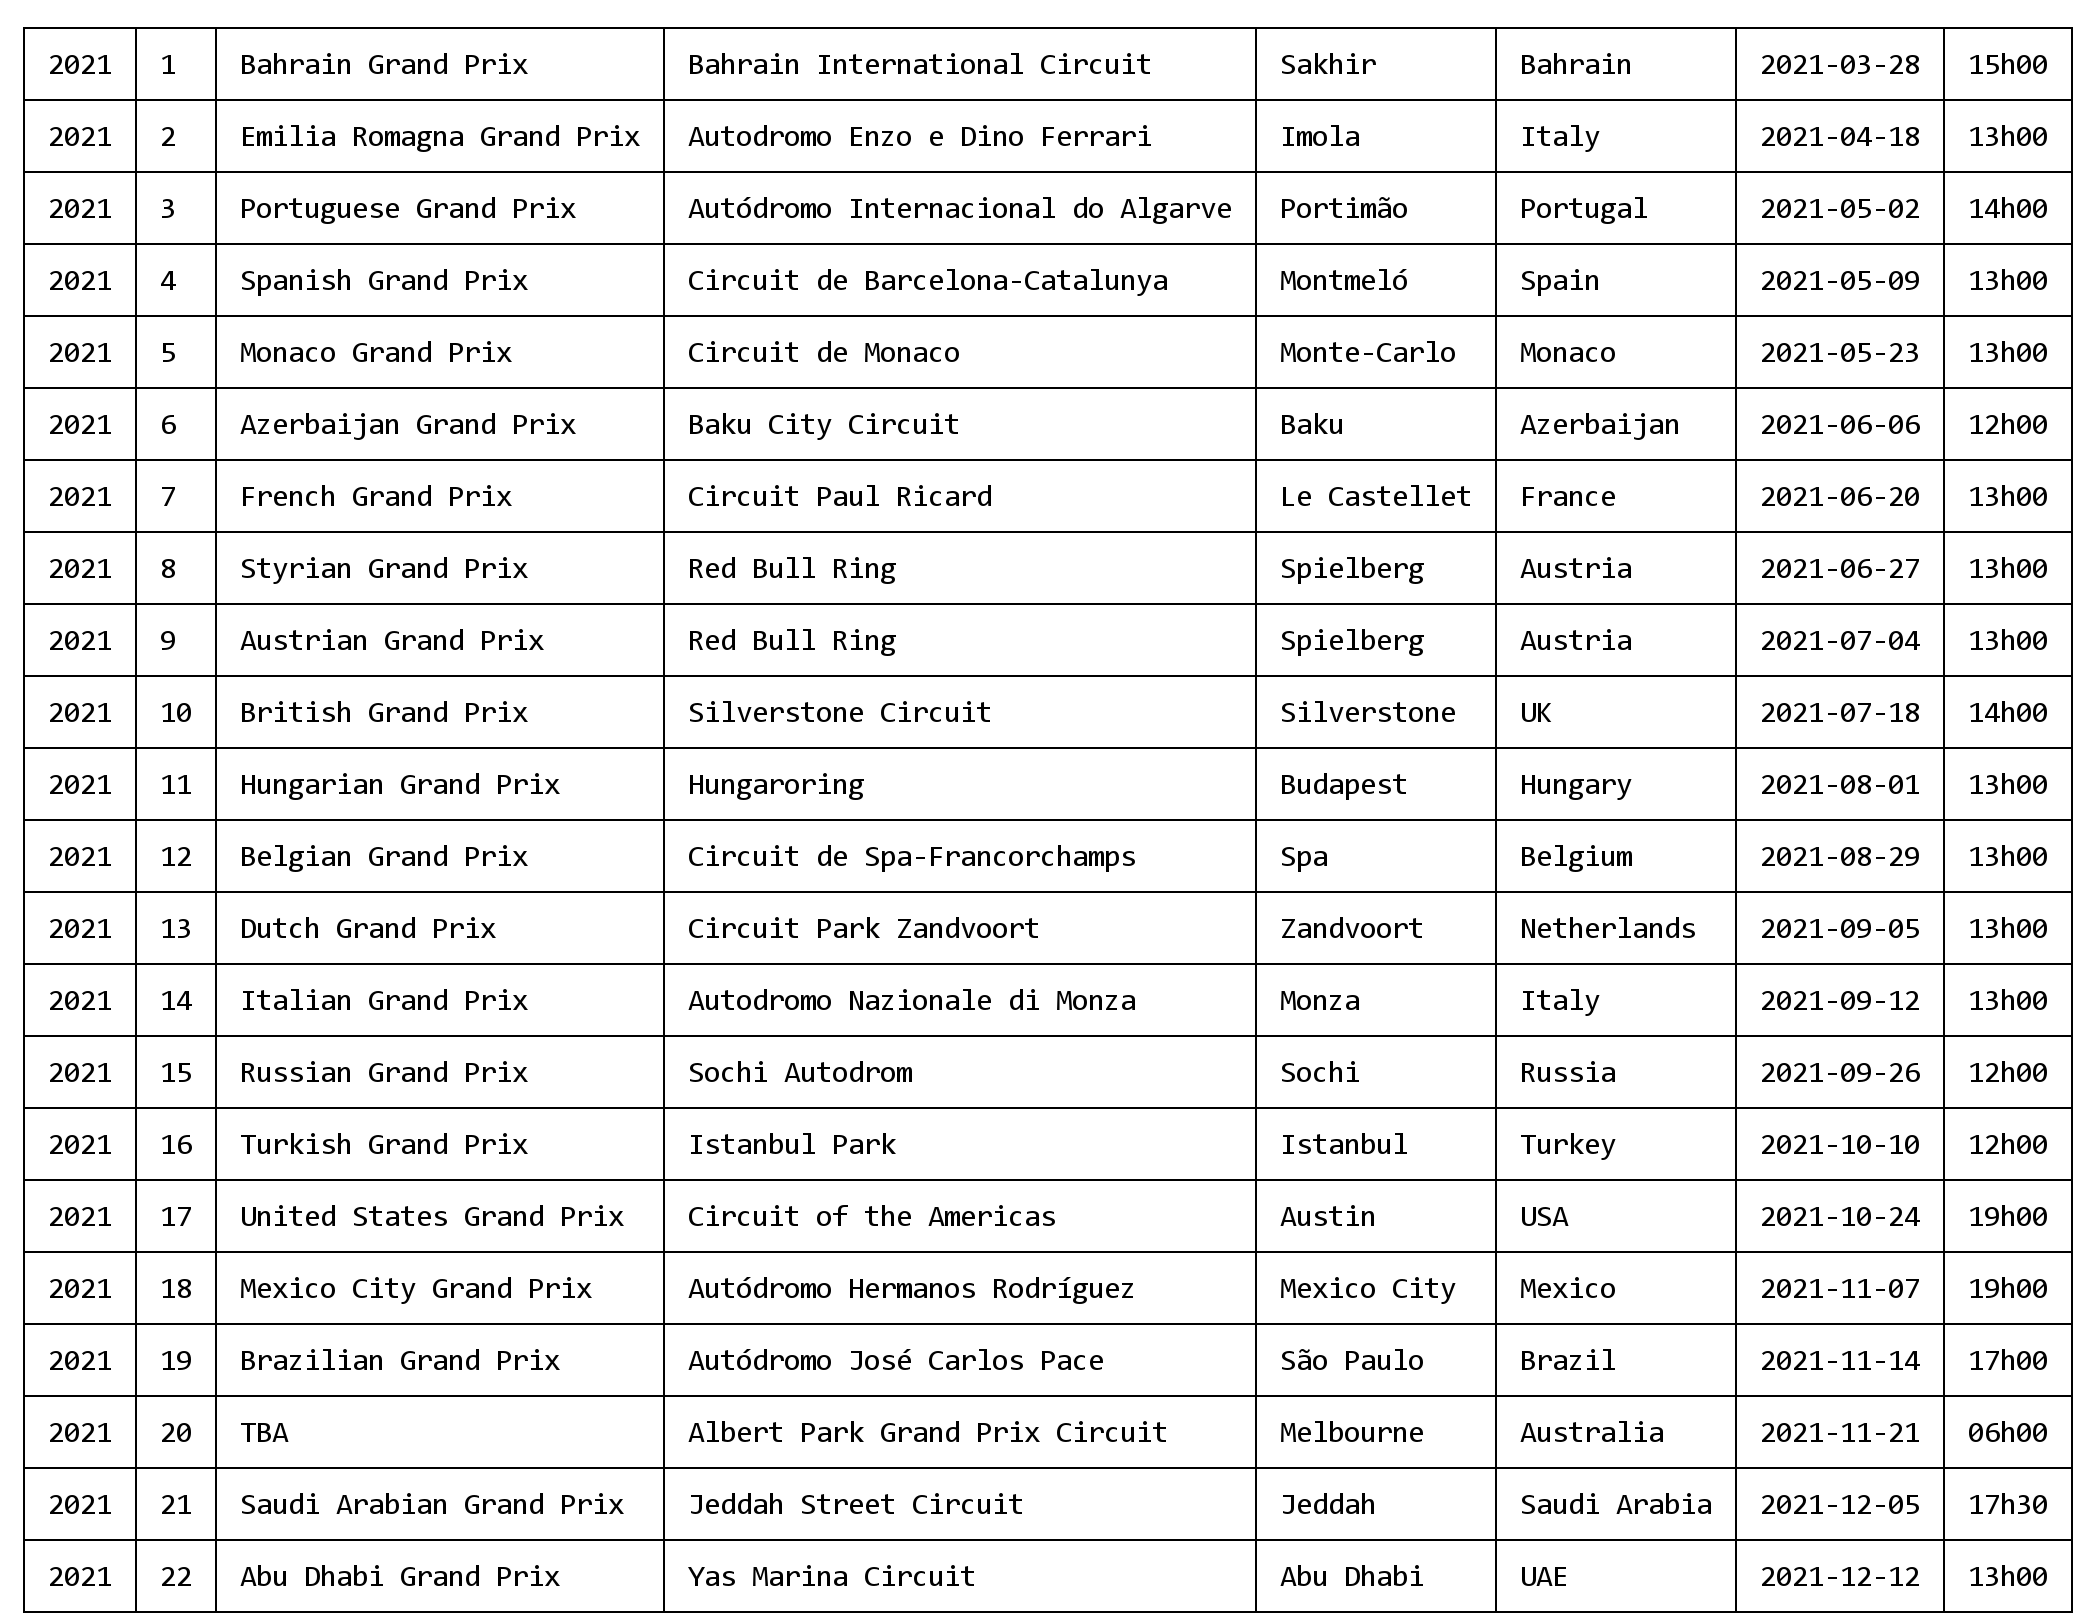 2021 1 Bahrain Grand Prix Bahrain International Circuit Sakhir Bahrain 2021-03-28 15h00
2021 2 Emilia Romagna Grand Prix Autodromo Enzo e Dino Ferrari Imola Italy 2021-04-18 13h00
2021 3 Portuguese Grand Prix Autódromo Internacional do Algarve Portimão Portugal 2021-05-02 14h00
2021 4 Spanish Grand Prix Circuit de Barcelona-Catalunya Montmeló Spain 2021-05-09 13h00
2021 5 Monaco Grand Prix Circuit de Monaco Monte-Carlo Monaco 2021-05-23 13h00
2021 6 Azerbaijan Grand Prix Baku City Circuit Baku Azerbaijan 2021-06-06 12h00
2021 7 French Grand Prix Circuit Paul Ricard Le Castellet France 2021-06-20 13h00
2021 8 Styrian Grand Prix Red Bull Ring Spielberg Austria 2021-06-27 13h00
2021 9 Austrian Grand Prix Red Bull Ring Spielberg Austria 2021-07-04 13h00
2021 10 British Grand Prix Silverstone Circuit Silverstone UK 2021-07-18 14h00
2021 11 Hungarian Grand Prix Hungaroring Budapest Hungary 2021-08-01 13h00
2021 12 Belgian Grand Prix Circuit de Spa-Francorchamps Spa Belgium 2021-08-29 13h00
2021 13 Dutch Grand Prix Circuit Park Zandvoort Zandvoort Netherlands 2021-09-05 13h00
2021 14 Italian Grand Prix Autodromo Nazionale di Monza Monza Italy 2021-09-12 13h00
2021 15 Russian Grand Prix Sochi Autodrom Sochi Russia 2021-09-26 12h00
2021 16 Turkish Grand Prix Istanbul Park Istanbul Turkey 2021-10-10 12h00
2021 17 United States Grand Prix Circuit of the Americas Austin USA 2021-10-24 19h00
2021 18 Mexico City Grand Prix Autódromo Hermanos Rodríguez Mexico City Mexico 2021-11-07 19h00
2021 19 Brazilian Grand Prix Autódromo José Carlos Pace São Paulo Brazil 2021-11-14 17h00
2021 20 TBA Albert Park Grand Prix Circuit Melbourne Australia 2021-11-21 06h00
2021 21 Saudi Arabian Grand Prix Jeddah Street Circuit Jeddah Saudi Arabia 2021-12-05 17h30
2021 22 Abu Dhabi Grand Prix Yas Marina Circuit Abu Dhabi UAE 2021-12-12 13h00